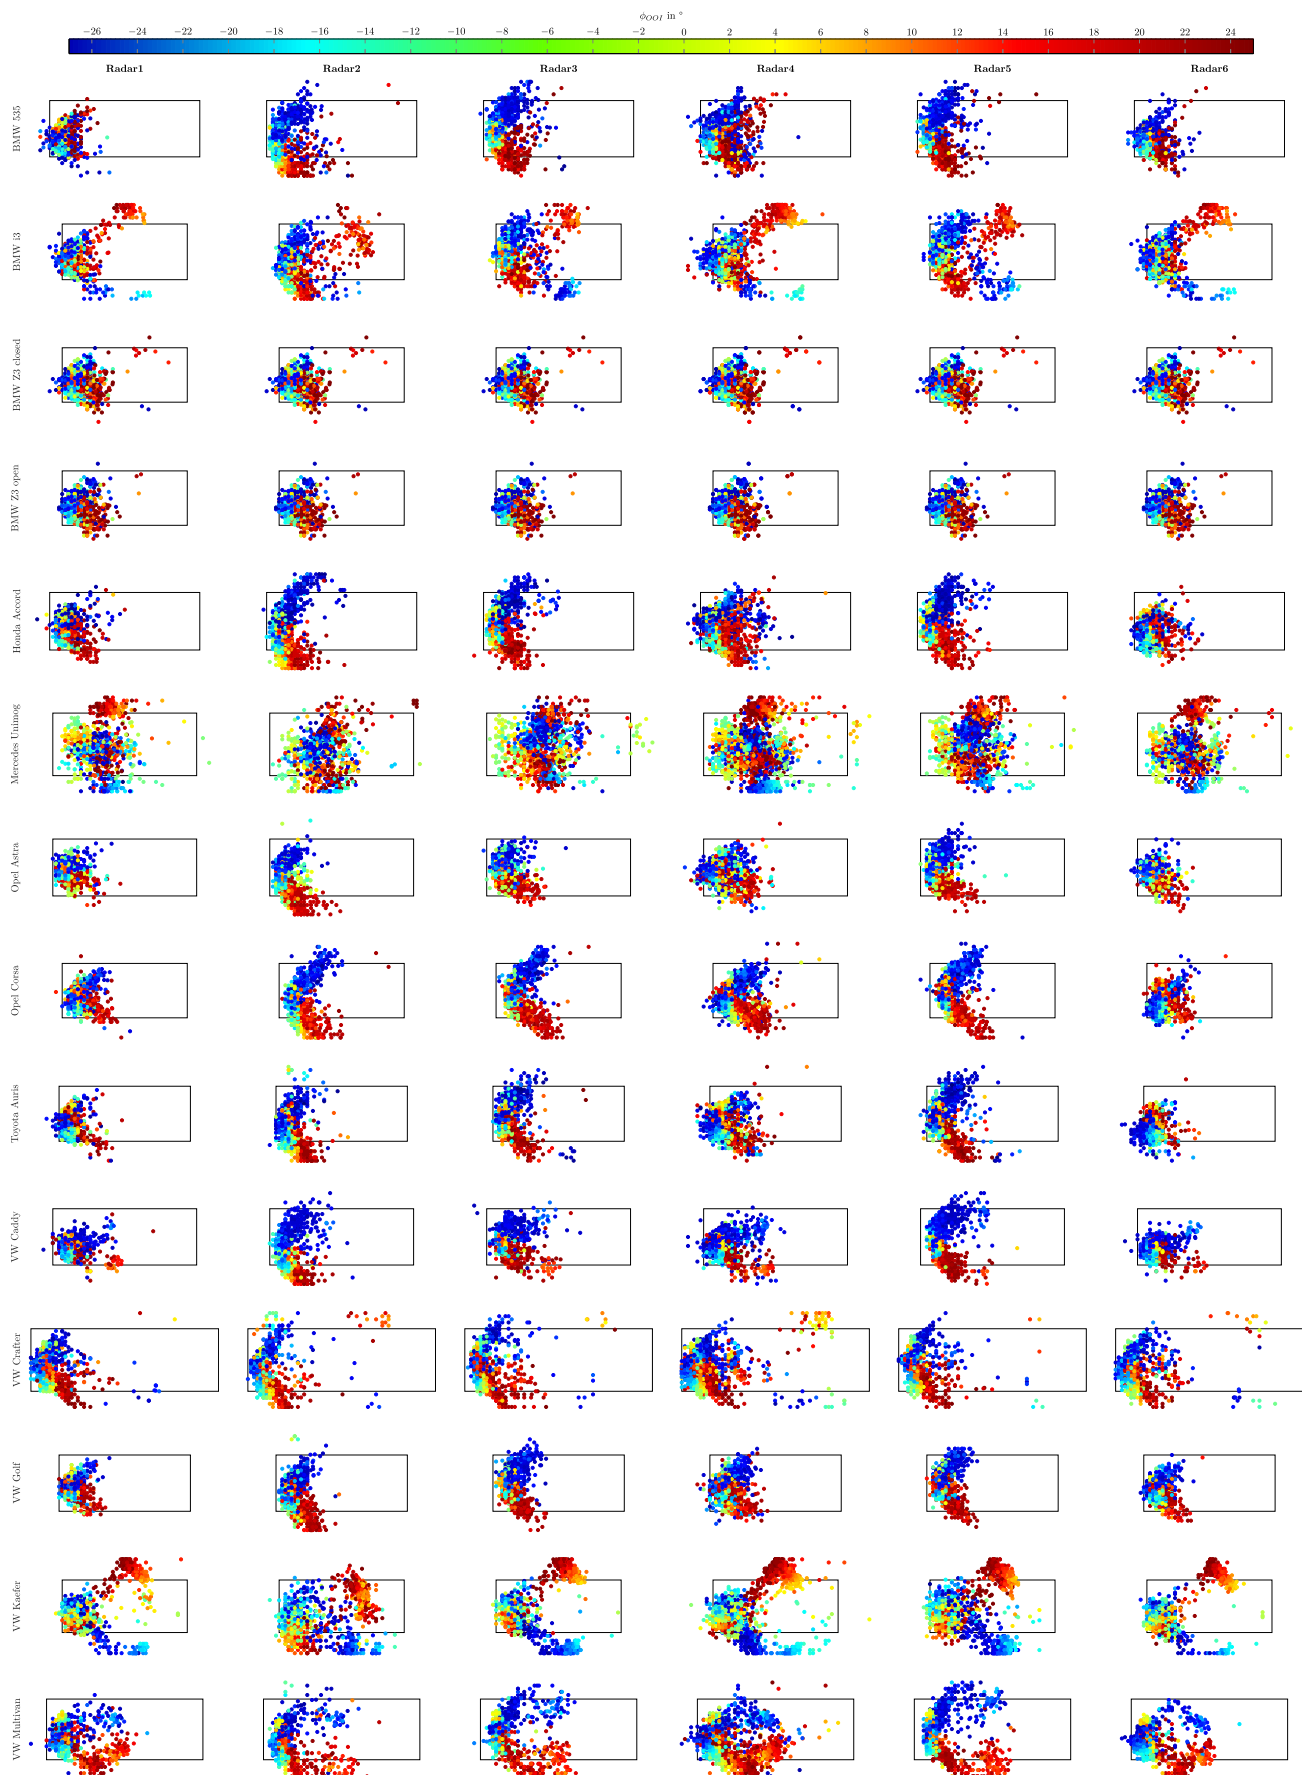 ϕ_OOI in °
−26 −24 −22 −20 −18 −16 −14 −12 −10 −8 −6 −4 −2 0 2 4 6 8 10 12 14 16 18 20 22 24
Radar1 Radar2 Radar3 Radar4 Radar5 Radar6
BMW 535
BMW i3
BMW Z3 closed
BMW Z3 open
Honda Accord
Mercedes Unimog
Opel Astra
Opel Corsa
Toyota Auris
VW Caddy
VW Crafter
VW Golf
VW Kaefer
VW Multivan